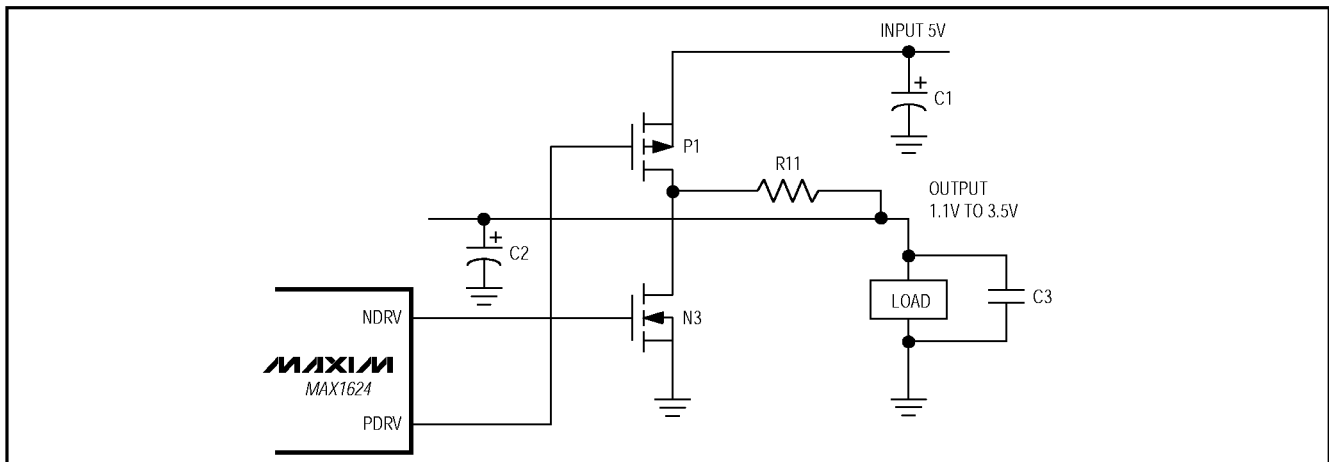 INPUT 5V
+
C1
P1
R11
OUTPUT
1.1V TO 3.5V
+
C2
LOAD
C3
NDRV
N3
MAXIM
MAX1624
PDRV